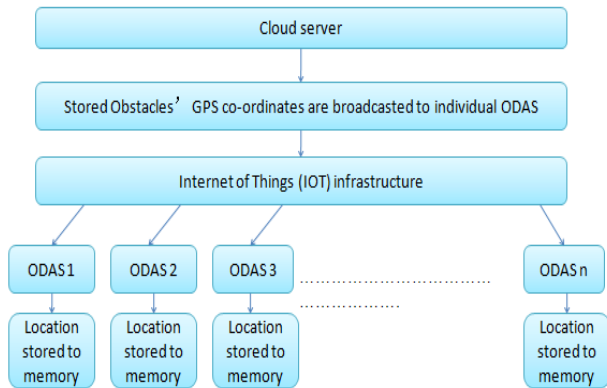 Cloud server
Stored Obstacles’ GPS co-ordinates are broadcasted to individual ODAS
Internet of Things (IOT) infrastructure
ODAS 1
ODAS 2
ODAS 3
……………………………
……………….
ODAS n
Location
stored to
memory
Location
stored to
memory
Location
stored to
memory
Location
stored to
memory